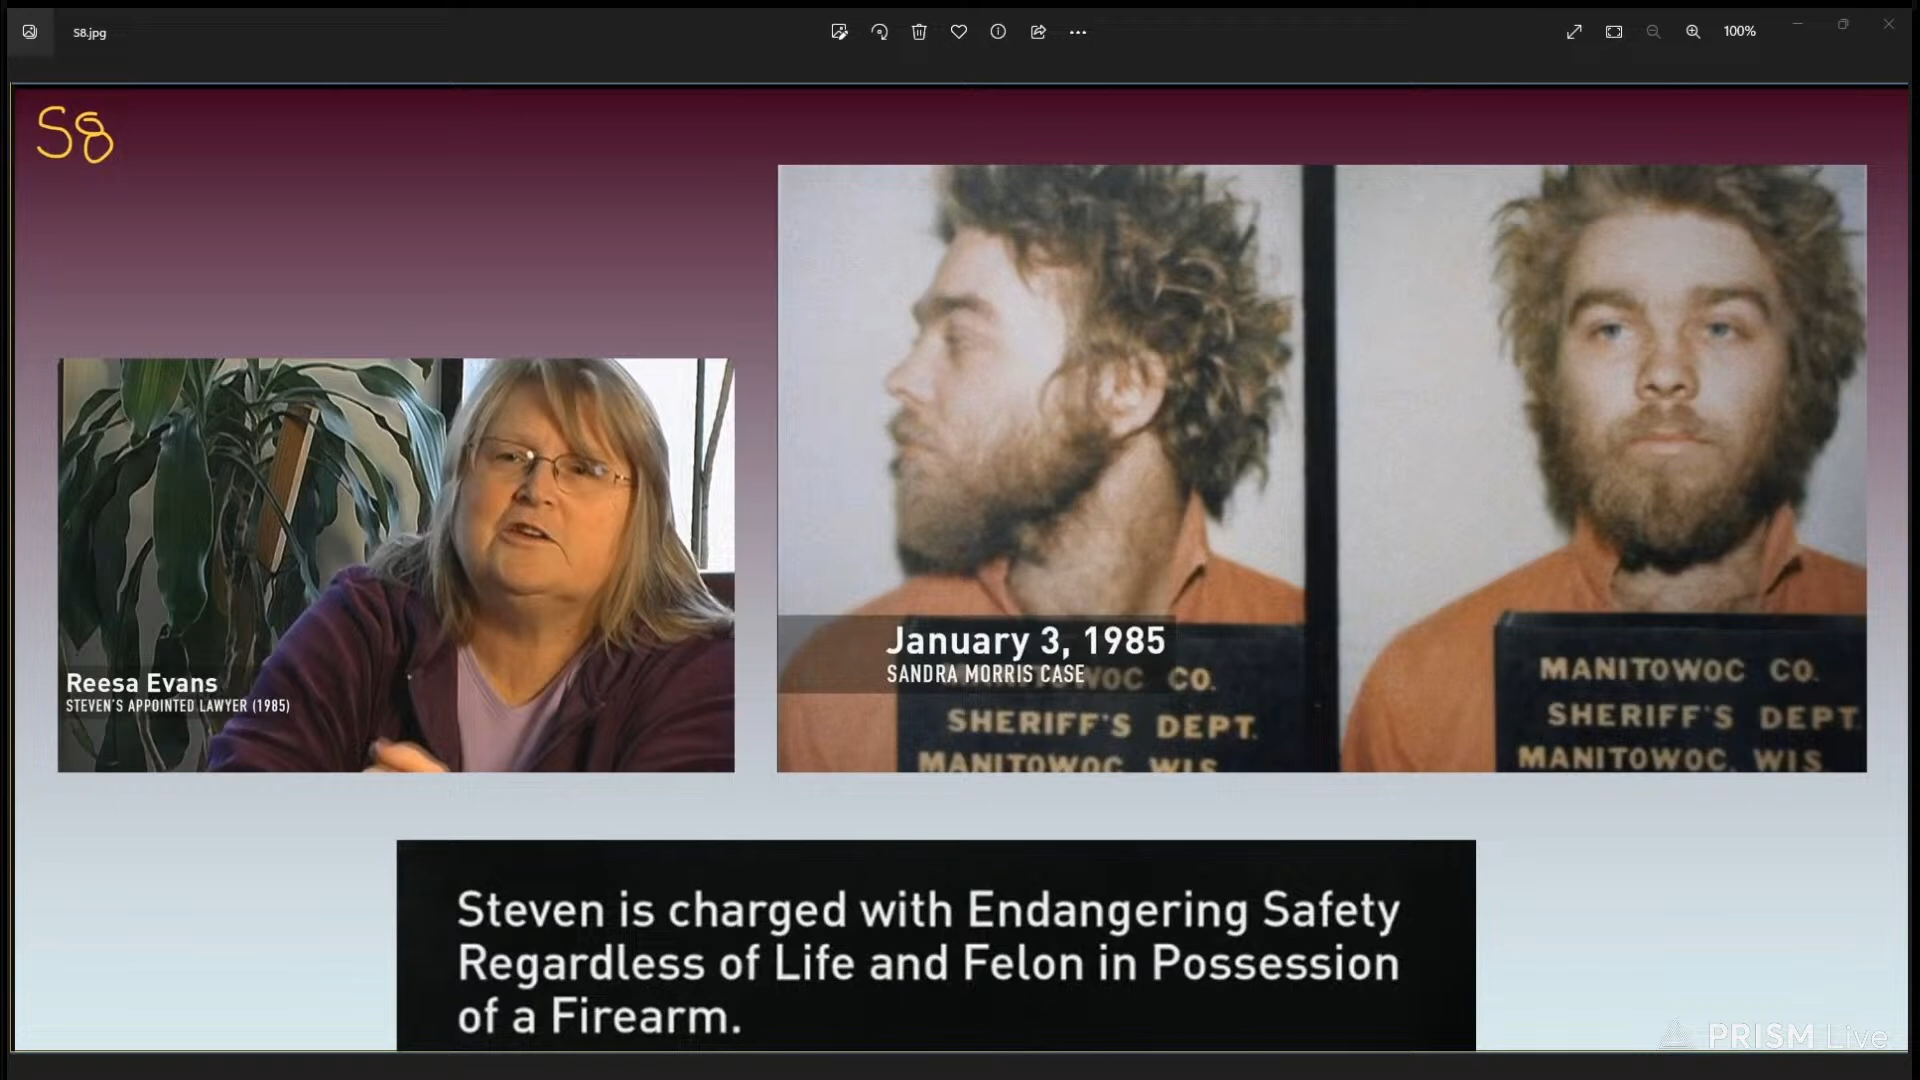 S8.jpg
100%
S8
Reesa Evans
STEVEN'S APPOINTED LAWYER (1985)
January 3, 1985
SANDRA MORRIS CASE
CO.
SHERIFF'S DEPT.
MANITOWOC WIS
MANITOWOC CO.
SHERIFF'S DEPT
MANITOWOC, WIS
Steven is charged with Endangering Safety
Regardless of Life and Felon in Possession
of a Firearm.
PRISM Live